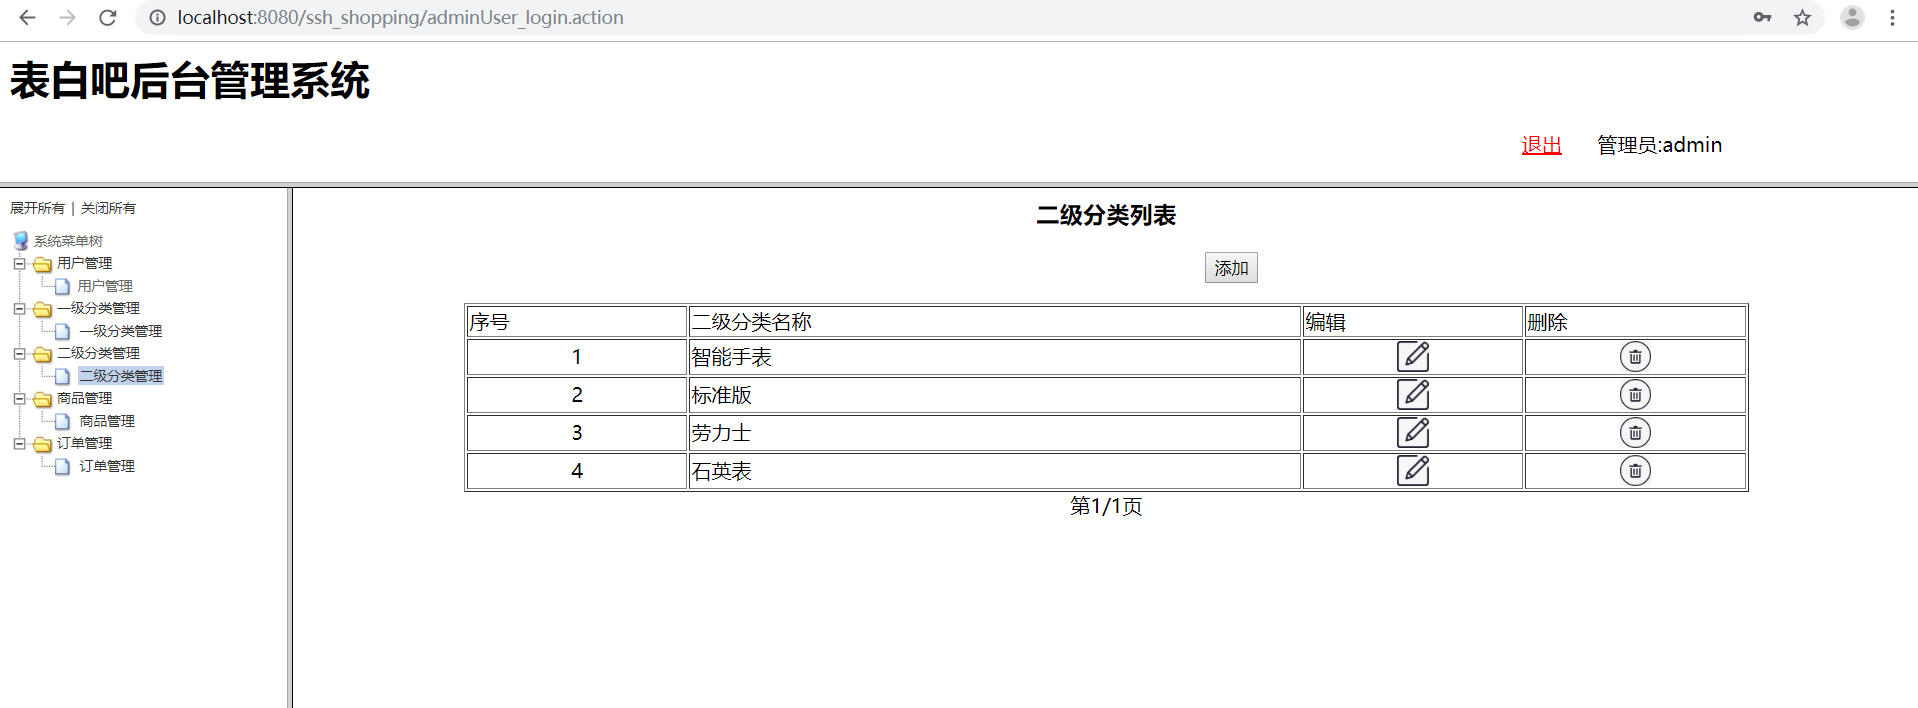 localhost:8080/ssh_shopping/adminUser_login.action
表白吧后台管理系统
退出 管理员:admin
展开所有 | 关闭所有
系统菜单树
用户管理
用户管理
一级分类管理
一级分类管理
二级分类管理
二级分类管理
商品管理
商品管理
订单管理
订单管理
二级分类列表
添加
序号 二级分类名称 编辑 删除
1 智能手表
2 标准版
3 劳力士
4 石英表
第1/1页